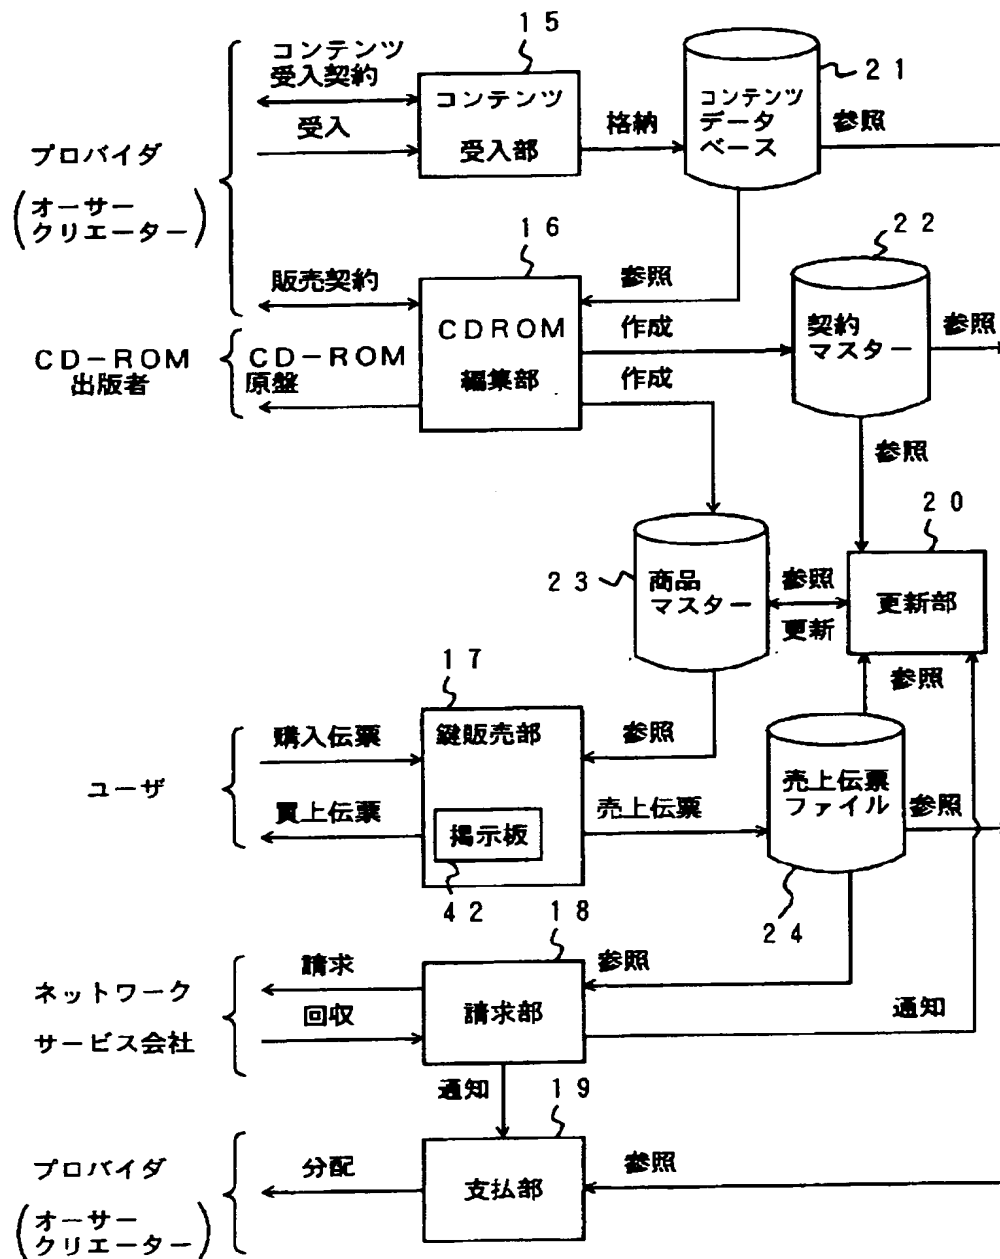 15
コンテンツ
受入契約
受入
コンテンツ
受入部
格納
コンテンツ
データ
ベース
21
参照
プロバイダ
(オーサー
クリエーター)
16
22
販売契約
参照
CDROM
編集部
作成
作成
契約
マスター
参照
CD-ROM
出版者
CD-ROM
原盤
参照
20
23
商品
マスター
参照
更新
更新部
17
参照
購入伝票
鍵販売部
参照
ユーザ
買上伝票
掲示板
売上伝票
売上伝票
ファイル
参照
42
18
24
ネットワーク
サービス会社
請求
回収
請求部
参照
通知
通知
19
プロバイダ
(オーサー
クリエーター)
分配
支払部
参照